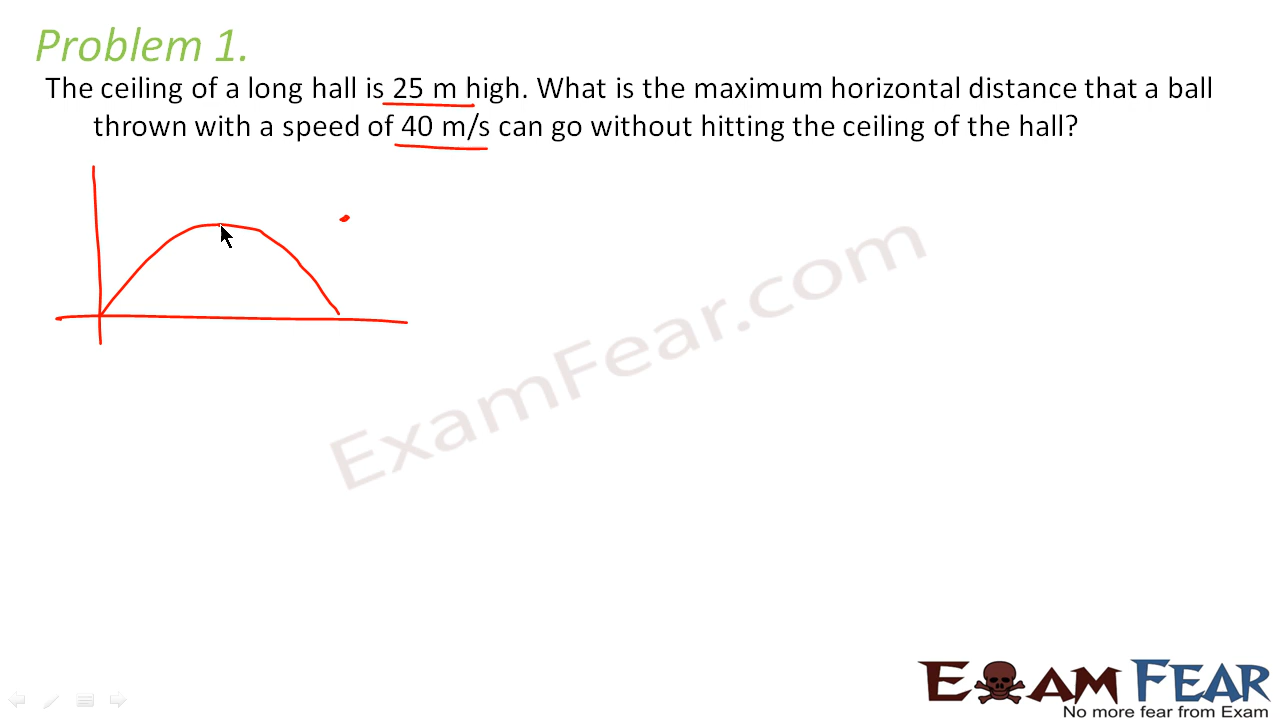 Problem 1.
The ceiling of a long hall is 25 m high. What is the maximum horizontal distance that a ball
thrown with a speed of 40 m/s can go without hitting the ceiling of the hall?
ExamFear.com
EXAM FEAR
No more fear from Exam